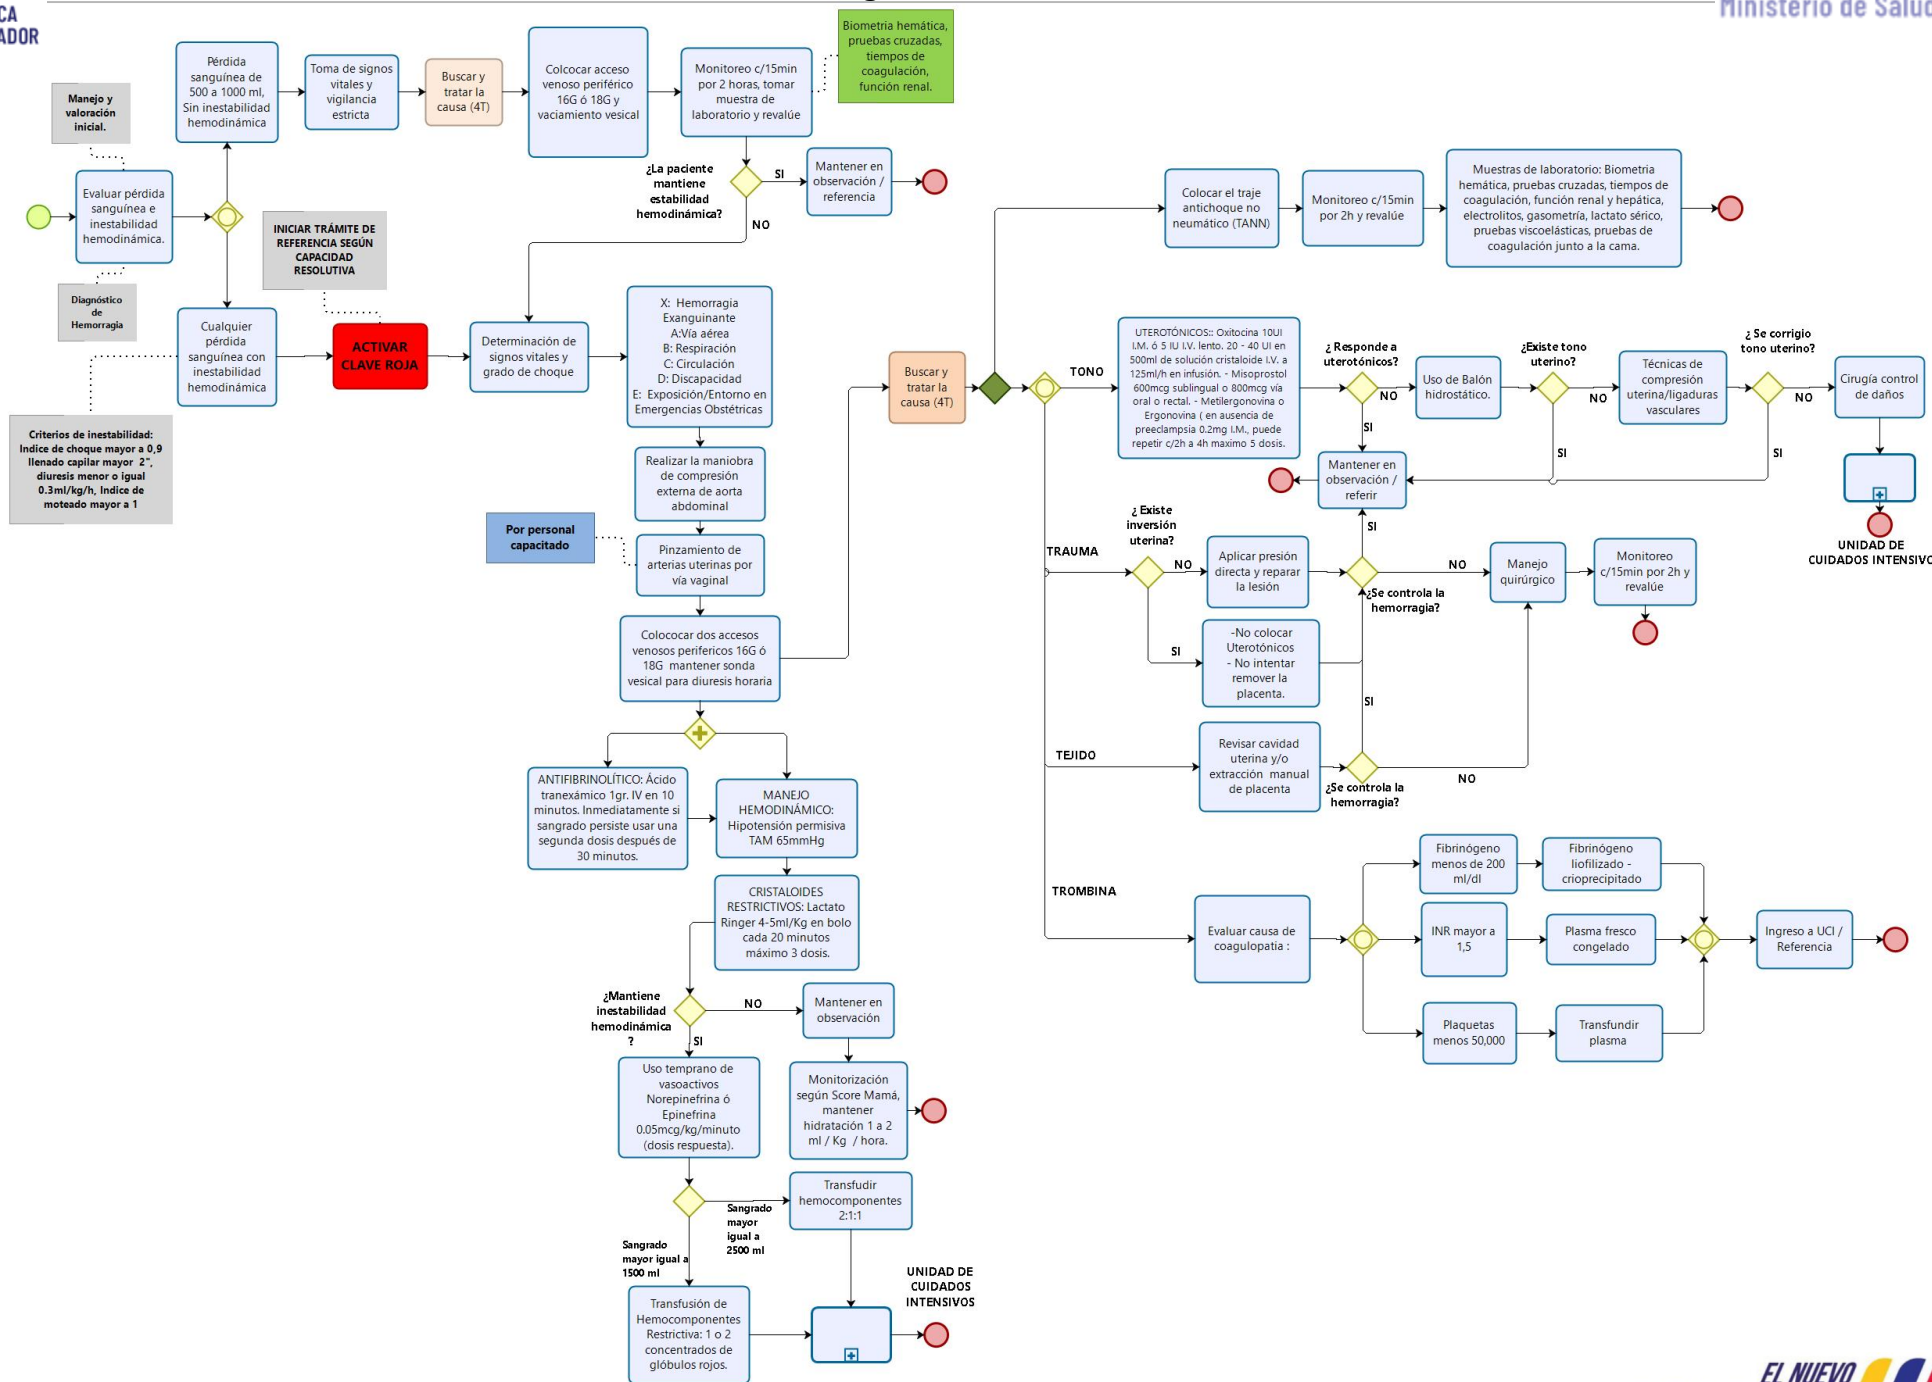 CA
ADOR
Ministerio de Salud
Manejo y
valoración
inicial.
Evaluar pérdida
sanguínea e
inestabilidad
hemodinámica.
Diagnóstico
de
Hemorragia
Pérdida
sanguínea de
500 a 1000 ml,
Sin inestabilidad
hemodinámica
Toma de signos
vitales y
vigilancia
estricta
Buscar y
tratar la
causa (4T)
Colcocar acceso
venoso periférico
16G ó 18G y
vaciamiento vesical
Monitoreo c/15min
por 2 horas, tomar
muestra de
laboratorio y revalúe
Biometria hemática,
pruebas cruzadas,
tiempos de
coagulación,
función renal.
¿La paciente
mantiene
estabilidad
hemodinámica?
SI
NO
Mantener en
observación /
referencia
INICIAR TRÁMITE DE
REFERENCIA SEGÚN
CAPACIDAD
RESOLUTIVA
Cualquier
pérdida
sanguínea con
inestabilidad
hemodinámica
ACTIVAR
CLAVE ROJA
Criterios de inestabilidad:
Indice de choque mayor a 0,9
llenado capilar mayor 2",
diuresis menor o igual
0.3ml/kg/h, Indice de
moteado mayor a 1
Determinación de
signos vitales y
grado de choque
X: Hemorragia
Exanguinante
A:Vía aérea
B: Respiración
C: Circulación
D: Discapacidad
E: Exposición/Entorno en
Emergencias Obstétricas
Realizar la maniobra
de compresión
externa de aorta
abdominal
Por personal
capacitado
Pinzamiento de
arterias uterinas por
vía vaginal
Colococar dos accesos
venosos perifericos 16G ó
18G mantener sonda
vesical para diuresis horaria
ANTIFIBRINOLÍTICO: Ácido
tranexámico 1gr. IV en 10
minutos. Inmediatamente si
sangrado persiste usar una
segunda dosis después de
30 minutos.
MANEJO
HEMODINÁMICO:
Hipotensión permisiva
TAM 65mmHg
CRISTALOIDES
RESTRICTIVOS: Lactato
Ringer 4-5ml/Kg en bolo
cada 20 minutos
máximo 3 dosis.
¿Mantiene
inestabilidad
hemodinámica
?
NO
SI
Mantener en
observación
Monitorización
según Score Mamá,
mantener
hidratación 1 a 2
ml / Kg / hora.
Uso temprano de
vasoactivos
Norepinefrina ó
Epinefrina
0.05mcg/kg/minuto
(dosis respuesta).
Sangrado
mayor
igual a
2500 ml
Transfudir
hemocomponentes
2:1:1
Sangrado
mayor igual a
1500 ml
Transfusión de
Hemocomponentes
Restrictiva: 1 o 2
concentrados de
glóbulos rojos.
UNIDAD DE
CUIDADOS
INTENSIVOS
Buscar y
tratar la
causa (4T)
Colocar el traje
antichoque no
neumático (TANN)
Monitoreo c/15min
por 2h y revalúe
Muestras de laboratorio: Biometria
hemática, pruebas cruzadas, tiempos de
coagulación, función renal y hepática,
electrolitos, gasometría, lactato sérico,
pruebas viscoelásticas, pruebas de
coagulación junto a la cama.
TONO
UTEROTÓNICOS:: Oxitocina 10UI
I.M. ó 5 IU I.V. lento. 20 - 40 UI en
500ml de solución cristaloide I.V. a
125ml/h en infusión. - Misoprostol
600mcg sublingual o 800mcg vía
oral o rectal. - Metilergonovina o
Ergonovina ( en ausencia de
preeclampsia 0.2mg I.M., puede
repetir c/2h a 4h maximo 5 dosis.
¿ Responde a
uterotónicos?
NO
SI
Uso de Balón
hidrostático.
¿Existe tono
uterino?
NO
SI
Técnicas de
compresión
uterina/ligaduras
vasculares
¿ Se corrigio
tono uterino?
NO
SI
Cirugía control
de daños
UNIDAD DE
CUIDADOS INTENSIVO
Mantener en
observación /
referir
SI
TRAUMA
¿ Existe
inversión
uterina?
NO
SI
Aplicar presión
directa y reparar
la lesión
-No colocar
Uterotónicos
- No intentar
remover la
placenta.
¿Se controla la
hemorragia?
NO
Manejo
quirúrgico
Monitoreo
c/15min por 2h y
revalúe
TEJIDO
Revisar cavidad
uterina y/o
extracción manual
de placenta
SI
¿Se controla la
hemorragia?
NO
TROMBINA
Evaluar causa de
coagulopatia :
Fibrinógeno
menos de 200
ml/dl
Fibrinógeno
liofilizado -
crioprecipitado
INR mayor a
1,5
Plasma fresco
congelado
Plaquetas
menos 50,000
Transfundir
plasma
Ingreso a UCI /
Referencia
EL NUEVO